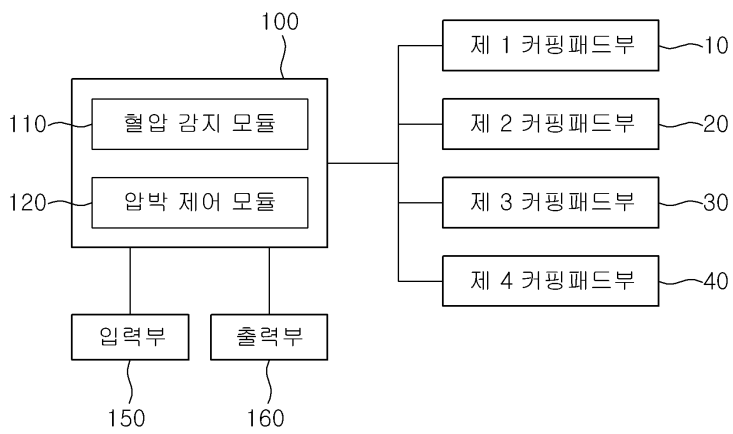 100
110
혈압 감지 모듈
120
압박 제어 모듈
제 1 커핑패드부
10
제 2 커핑패드부
20
제 3 커핑패드부
30
제 4 커핑패드부
40
입력부
출력부
150
160